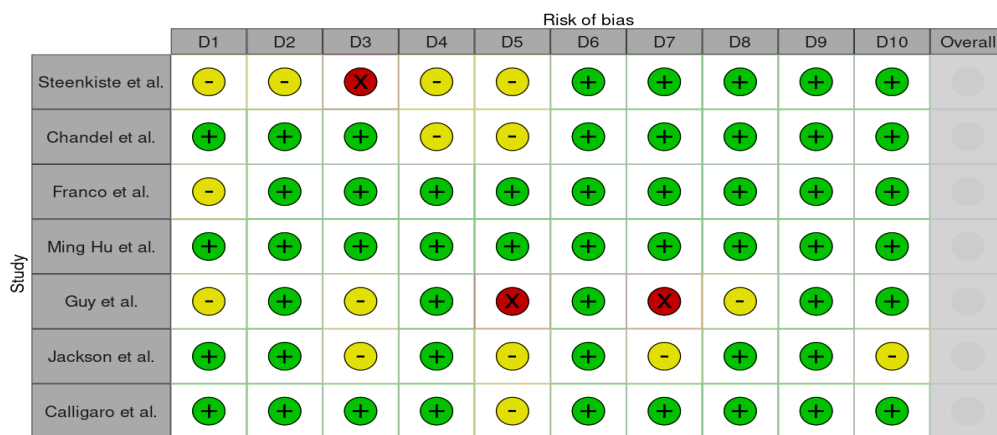 Risk of bias
D1 D2 D3 D4 D5 D6 D7 D8 D9 D10 Overall
Study
Steenkiste et al. - - X - - + + + + +
Chandel et al. + + + - - + + + + +
Franco et al. - + + + + + + + + +
Ming Hu et al. + + + + + + + + + +
Guy et al. - + - + X + X - + +
Jackson et al. + + - + - + - + + -
Calligaro et al. + + + + - + + + + +